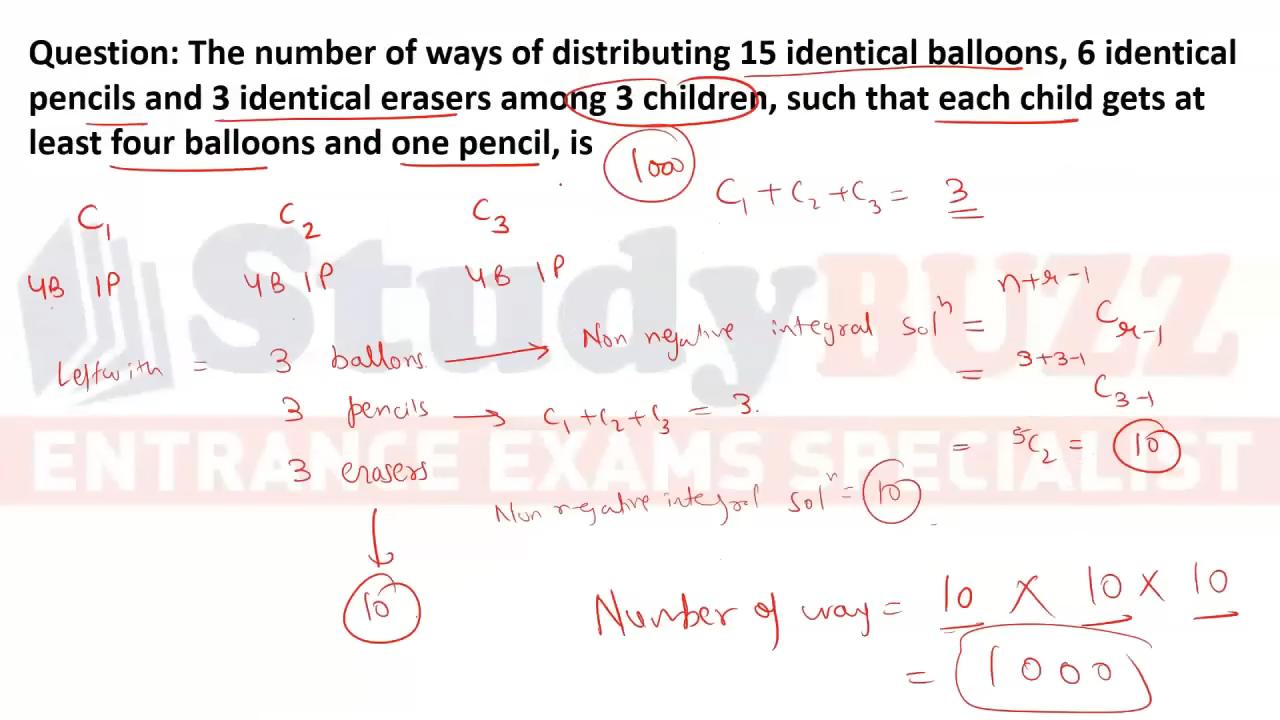 Question: The number of ways of distributing 15 identical balloons, 6 identical
pencils and 3 identical erasers among 3 children, such that each child gets at
least four balloons and one pencil, is
1000
C1 + C2 + C3 = 3
C1 C2 C3
4B 1P 4B 1P 4B 1P
StudyBUZZ
ENTRANCE EXAMS SPECIALIST
Left with = 3 ballons → Non negative integral solⁿ = n+r-1Cr-1
= 3+3-1C3-1
3 pencils → C1 + C2 + C3 = 3.
= 5C2 = 10
3 erasers
Non negative integral solⁿ = 10
10
Number of way = 10 X 10 X 10
= 1000